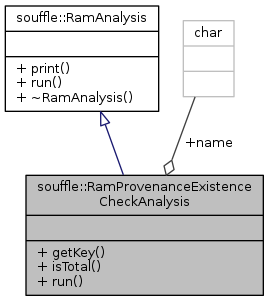 souffle::RamAnalysis
+ print()
+ run()
+ ~RamAnalysis()
char
+name
souffle::RamProvenanceExistence
CheckAnalysis
+ getKey()
+ isTotal()
+ run()